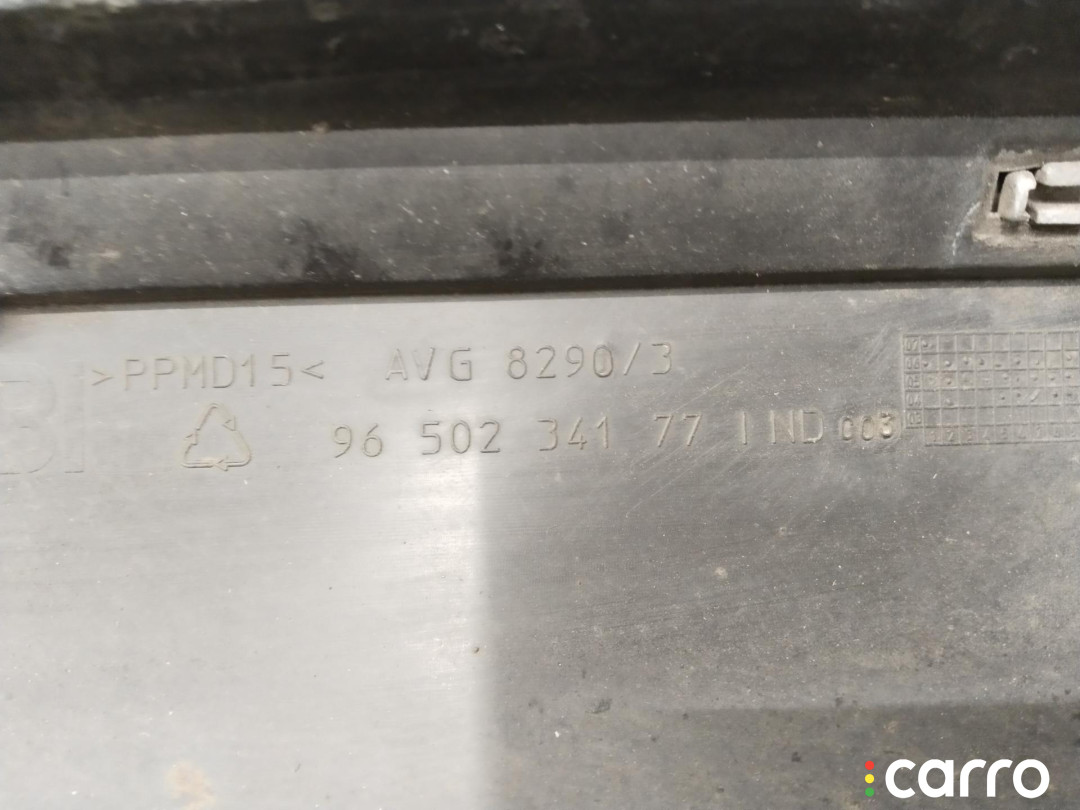 >PPMD15< AVG 8290/3
96 502 341 77 IND 003
carro